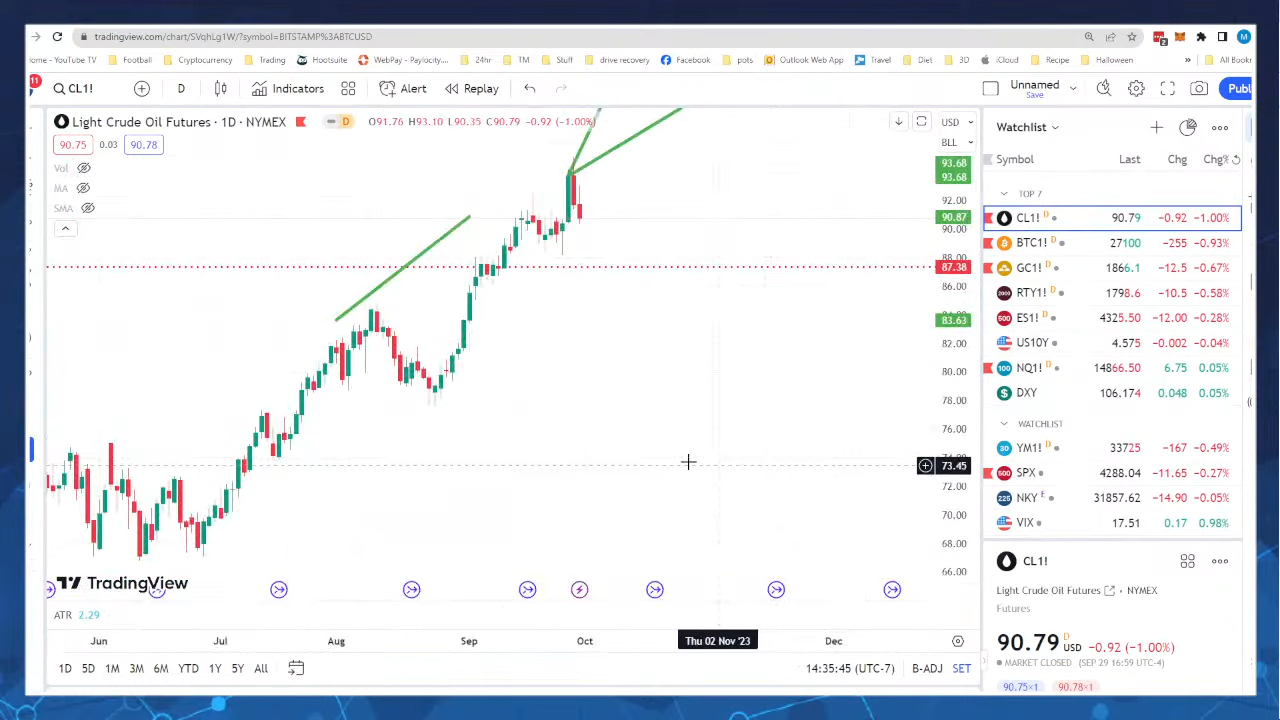 tradingview.com/chart/SVqhLg1W/?symbol=BITSTAMP%3ABTCUSD
ome - YouTube TV Football Cryptocurrency Trading Hootsuite WebPay - Paylocity.... 24hr TM Stuff drive recovery Facebook pots Outlook Web App Travel Diet 3D iCloud Recipe Halloween » All Bookr
11 CL1! D Indicators Alert Replay Unnamed Save Publ
Light Crude Oil Futures · 1D · NYMEX D O91.76 H93.10 L90.35 C90.79 −0.92 (−1.00%) USD
90.75 0.03 90.78 BLL
Vol
MA
SMA
93.68
93.68
92.00
90.87
90.00
88.00
87.38
86.00
83.63
82.00
80.00
78.00
76.00
73.45
72.00
70.00
68.00
66.00
TradingView
ATR 2.29
Jun Jul Aug Sep Oct Thu 02 Nov '23 Dec
1D 5D 1M 3M 6M YTD 1Y 5Y All 14:35:45 (UTC-7) B-ADJ SET
Watchlist
Symbol Last Chg Chg%
TOP 7
CL1! D 90.79 −0.92 −1.00%
BTC1! D 27100 −255 −0.93%
GC1! D 1866.1 −12.5 −0.67%
RTY1! D 1798.6 −10.5 −0.58%
ES1! D 4325.50 −12.00 −0.28%
US10Y 4.575 −0.002 −0.04%
NQ1! D 14866.50 6.75 0.05%
DXY 106.174 0.048 0.05%
WATCHLIST
YM1! D 33725 −167 −0.49%
SPX 4288.04 −11.65 −0.27%
NKY E 31857.62 −14.90 −0.05%
VIX 17.51 0.17 0.98%
CL1!
Light Crude Oil Futures · NYMEX
Futures
90.79 D USD −0.92 (−1.00%)
MARKET CLOSED (SEP 29 16:59 UTC-4)
90.75×1 90.78×1